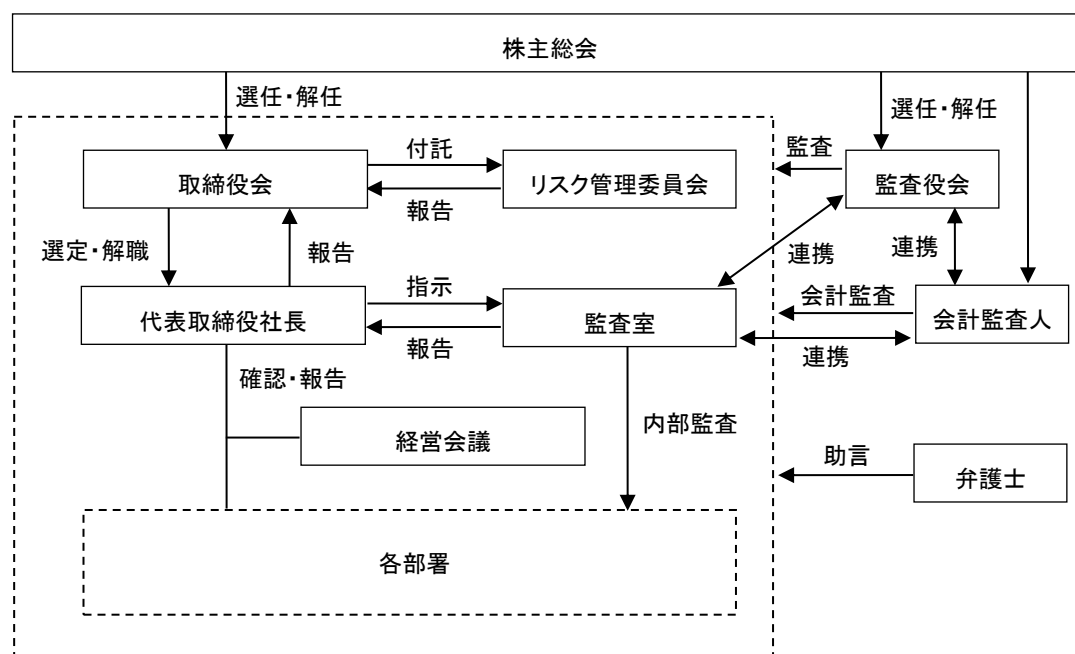 株主総会
選任・解任
選任・解任
付託
監査
取締役会
リスク管理委員会
監査役会
報告
選定・解職
報告
連携
連携
指示
会計監査
代表取締役社長
監査室
会計監査人
報告
連携
確認・報告
内部監査
経営会議
助言
弁護士
各部署